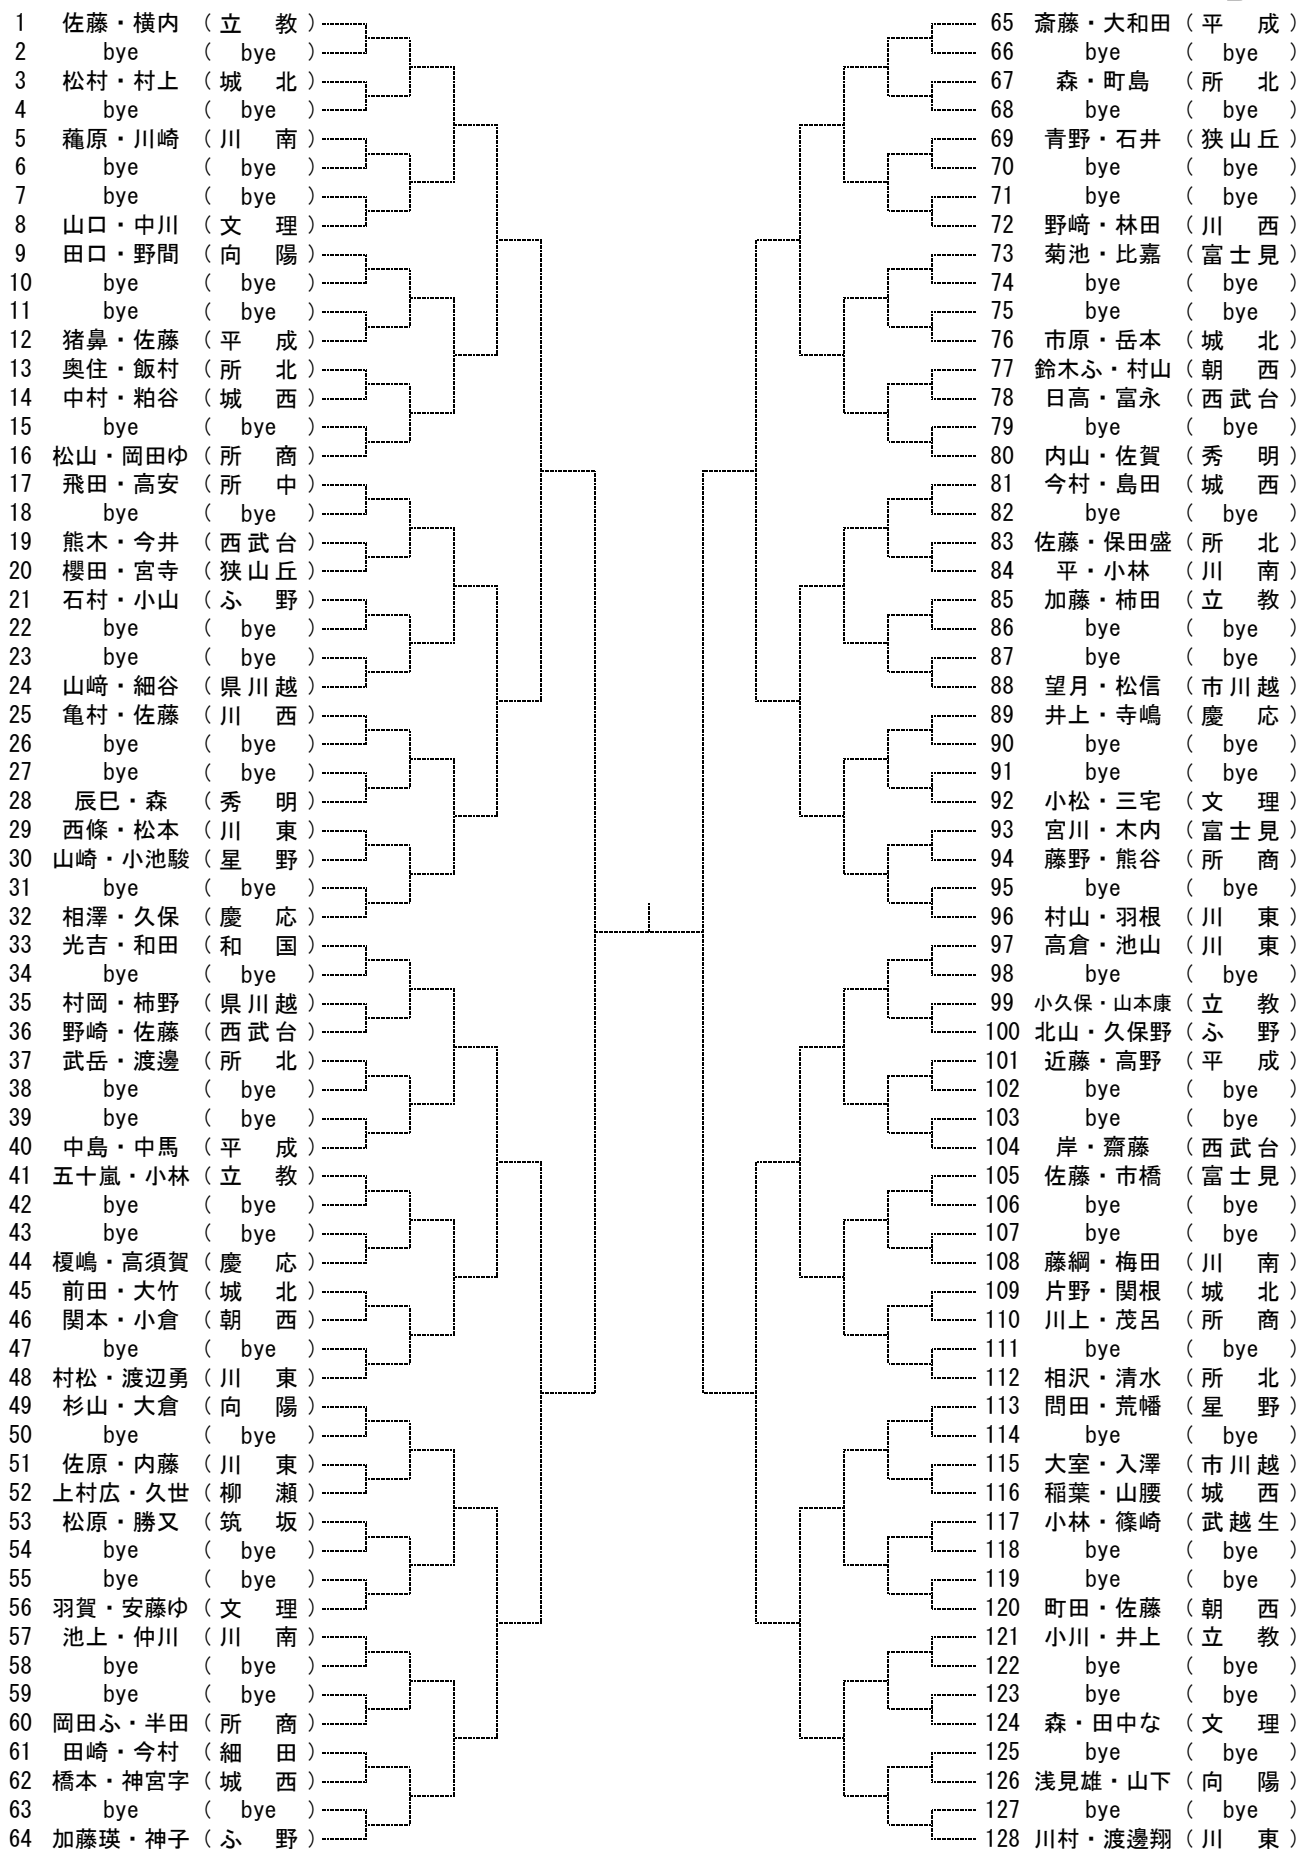 1 佐藤・横内 (立 教)
2 bye ( bye )
3 松村・村上 (城 北)
4 bye ( bye )
5 蘒原・川崎 (川 南)
6 bye ( bye )
7 bye ( bye )
8 山口・中川 (文 理)
9 田口・野間 (向 陽)
10 bye ( bye )
11 bye ( bye )
12 猪鼻・佐藤 (平 成)
13 奥住・飯村 (所 北)
14 中村・粕谷 (城 西)
15 bye ( bye )
16 松山・岡田ゆ (所 商)
17 飛田・高安 (所 中)
18 bye ( bye )
19 熊木・今井 (西武台)
20 櫻田・宮寺 (狭山丘)
21 石村・小山 (ふ 野)
22 bye ( bye )
23 bye ( bye )
24 山﨑・細谷 (県川越)
25 亀村・佐藤 (川 西)
26 bye ( bye )
27 bye ( bye )
28 辰巳・森 (秀 明)
29 西條・松本 (川 東)
30 山崎・小池駿 (星 野)
31 bye ( bye )
32 相澤・久保 (慶 応)
33 光吉・和田 (和 国)
34 bye ( bye )
35 村岡・柿野 (県川越)
36 野崎・佐藤 (西武台)
37 武岳・渡邊 (所 北)
38 bye ( bye )
39 bye ( bye )
40 中島・中馬 (平 成)
41 五十嵐・小林 (立 教)
42 bye ( bye )
43 bye ( bye )
44 榎嶋・高須賀 (慶 応)
45 前田・大竹 (城 北)
46 関本・小倉 (朝 西)
47 bye ( bye )
48 村松・渡辺勇 (川 東)
49 杉山・大倉 (向 陽)
50 bye ( bye )
51 佐原・内藤 (川 東)
52 上村広・久世 (柳 瀬)
53 松原・勝又 (筑 坂)
54 bye ( bye )
55 bye ( bye )
56 羽賀・安藤ゆ (文 理)
57 池上・仲川 (川 南)
58 bye ( bye )
59 bye ( bye )
60 岡田ふ・半田 (所 商)
61 田崎・今村 (細 田)
62 橋本・神宮字 (城 西)
63 bye ( bye )
64 加藤瑛・神子 (ふ 野)
65 斎藤・大和田 (平 成)
66 bye ( bye )
67 森・町島 (所 北)
68 bye ( bye )
69 青野・石井 (狭山丘)
70 bye ( bye )
71 bye ( bye )
72 野﨑・林田 (川 西)
73 菊池・比嘉 (富士見)
74 bye ( bye )
75 bye ( bye )
76 市原・岳本 (城 北)
77 鈴木ふ・村山 (朝 西)
78 日高・富永 (西武台)
79 bye ( bye )
80 内山・佐賀 (秀 明)
81 今村・島田 (城 西)
82 bye ( bye )
83 佐藤・保田盛 (所 北)
84 平・小林 (川 南)
85 加藤・柿田 (立 教)
86 bye ( bye )
87 bye ( bye )
88 望月・松信 (市川越)
89 井上・寺嶋 (慶 応)
90 bye ( bye )
91 bye ( bye )
92 小松・三宅 (文 理)
93 宮川・木内 (富士見)
94 藤野・熊谷 (所 商)
95 bye ( bye )
96 村山・羽根 (川 東)
97 高倉・池山 (川 東)
98 bye ( bye )
99 小久保・山本康 (立 教)
100 北山・久保野 (ふ 野)
101 近藤・高野 (平 成)
102 bye ( bye )
103 bye ( bye )
104 岸・齋藤 (西武台)
105 佐藤・市橋 (富士見)
106 bye ( bye )
107 bye ( bye )
108 藤綱・梅田 (川 南)
109 片野・関根 (城 北)
110 川上・茂呂 (所 商)
111 bye ( bye )
112 相沢・清水 (所 北)
113 問田・荒幡 (星 野)
114 bye ( bye )
115 大室・入澤 (市川越)
116 稲葉・山腰 (城 西)
117 小林・篠崎 (武越生)
118 bye ( bye )
119 bye ( bye )
120 町田・佐藤 (朝 西)
121 小川・井上 (立 教)
122 bye ( bye )
123 bye ( bye )
124 森・田中な (文 理)
125 bye ( bye )
126 浅見雄・山下 (向 陽)
127 bye ( bye )
128 川村・渡邊翔 (川 東)